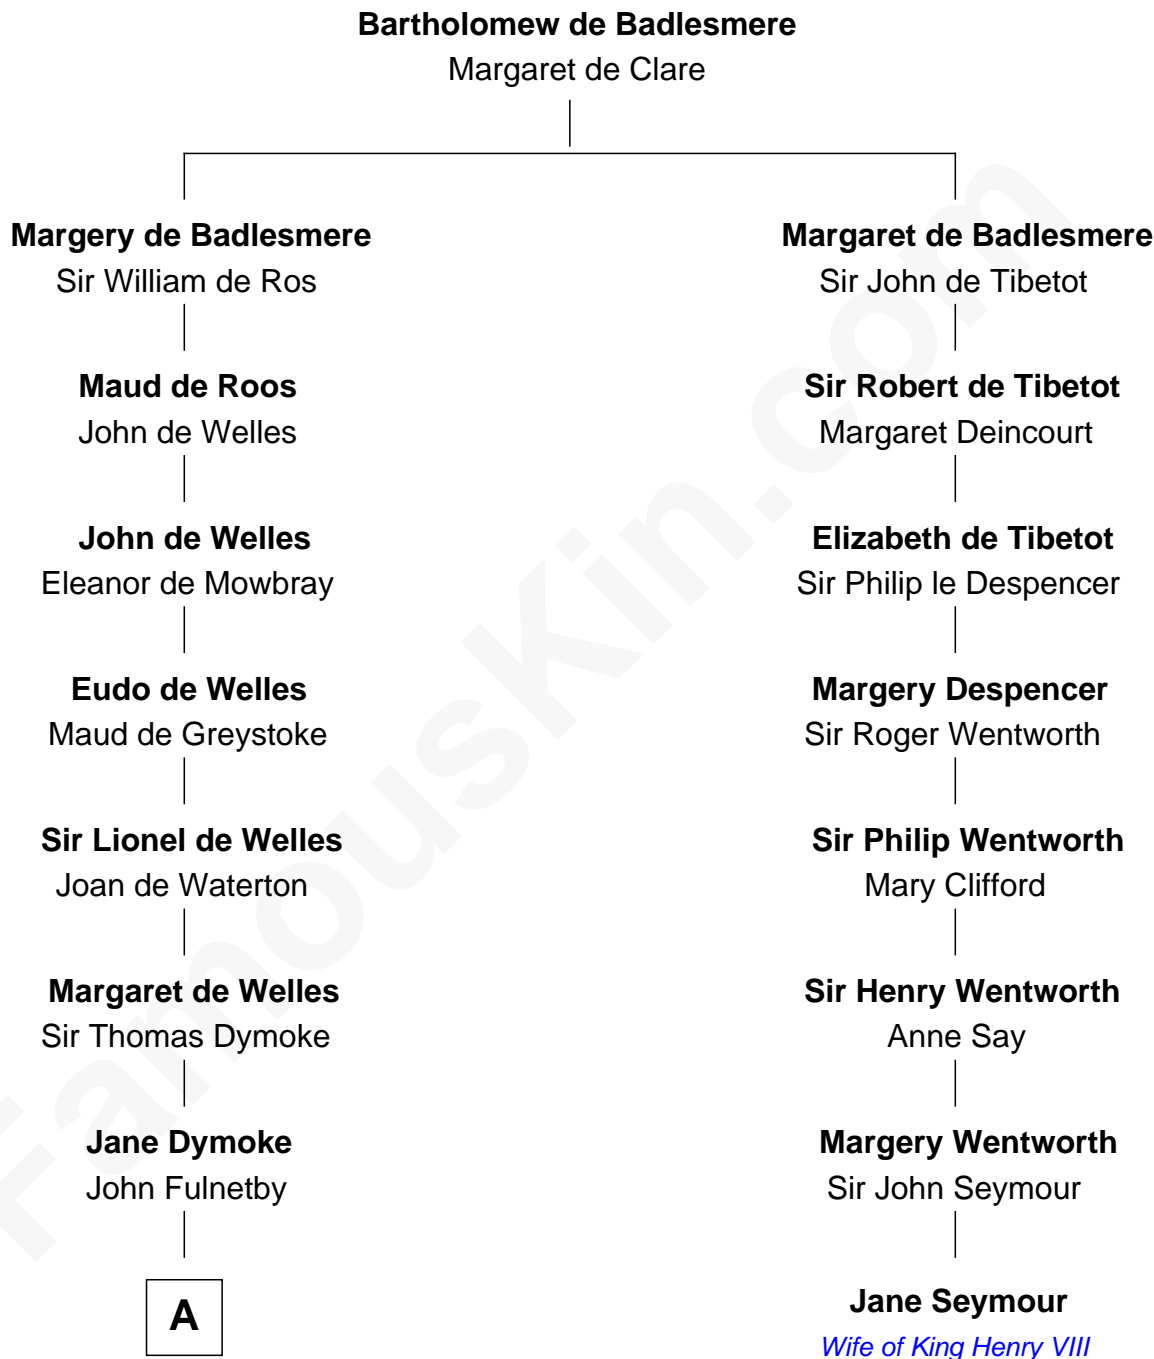 Bartholomew de Badlesmere
Margaret de Clare
Margery de Badlesmere
Sir William de Ros
Maud de Roos
John de Welles
John de Welles
Eleanor de Mowbray
Eudo de Welles
Maud de Greystoke
Sir Lionel de Welles
Joan de Waterton
Margaret de Welles
Sir Thomas Dymoke
Jane Dymoke
John Fulnetby
A
Margaret de Badlesmere
Sir John de Tibetot
Sir Robert de Tibetot
Margaret Deincourt
Elizabeth de Tibetot
Sir Philip le Despencer
Margery Despencer
Sir Roger Wentworth
Sir Philip Wentworth
Mary Clifford
Sir Henry Wentworth
Anne Say
Margery Wentworth
Sir John Seymour
Jane Seymour
Wife of King Henry VIII
FamousKin.com